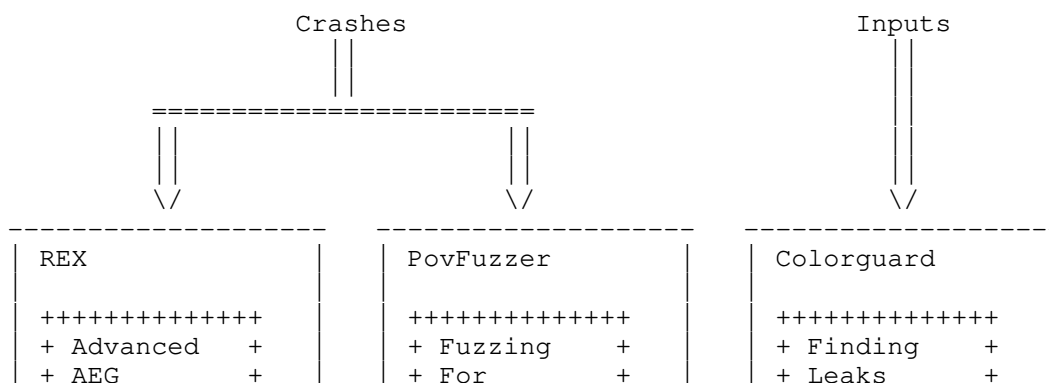 Crashes Inputs
REX PovFuzzer Colorguard
+ Advanced + + Fuzzing + + Finding +
+ AEG + + For + + Leaks +